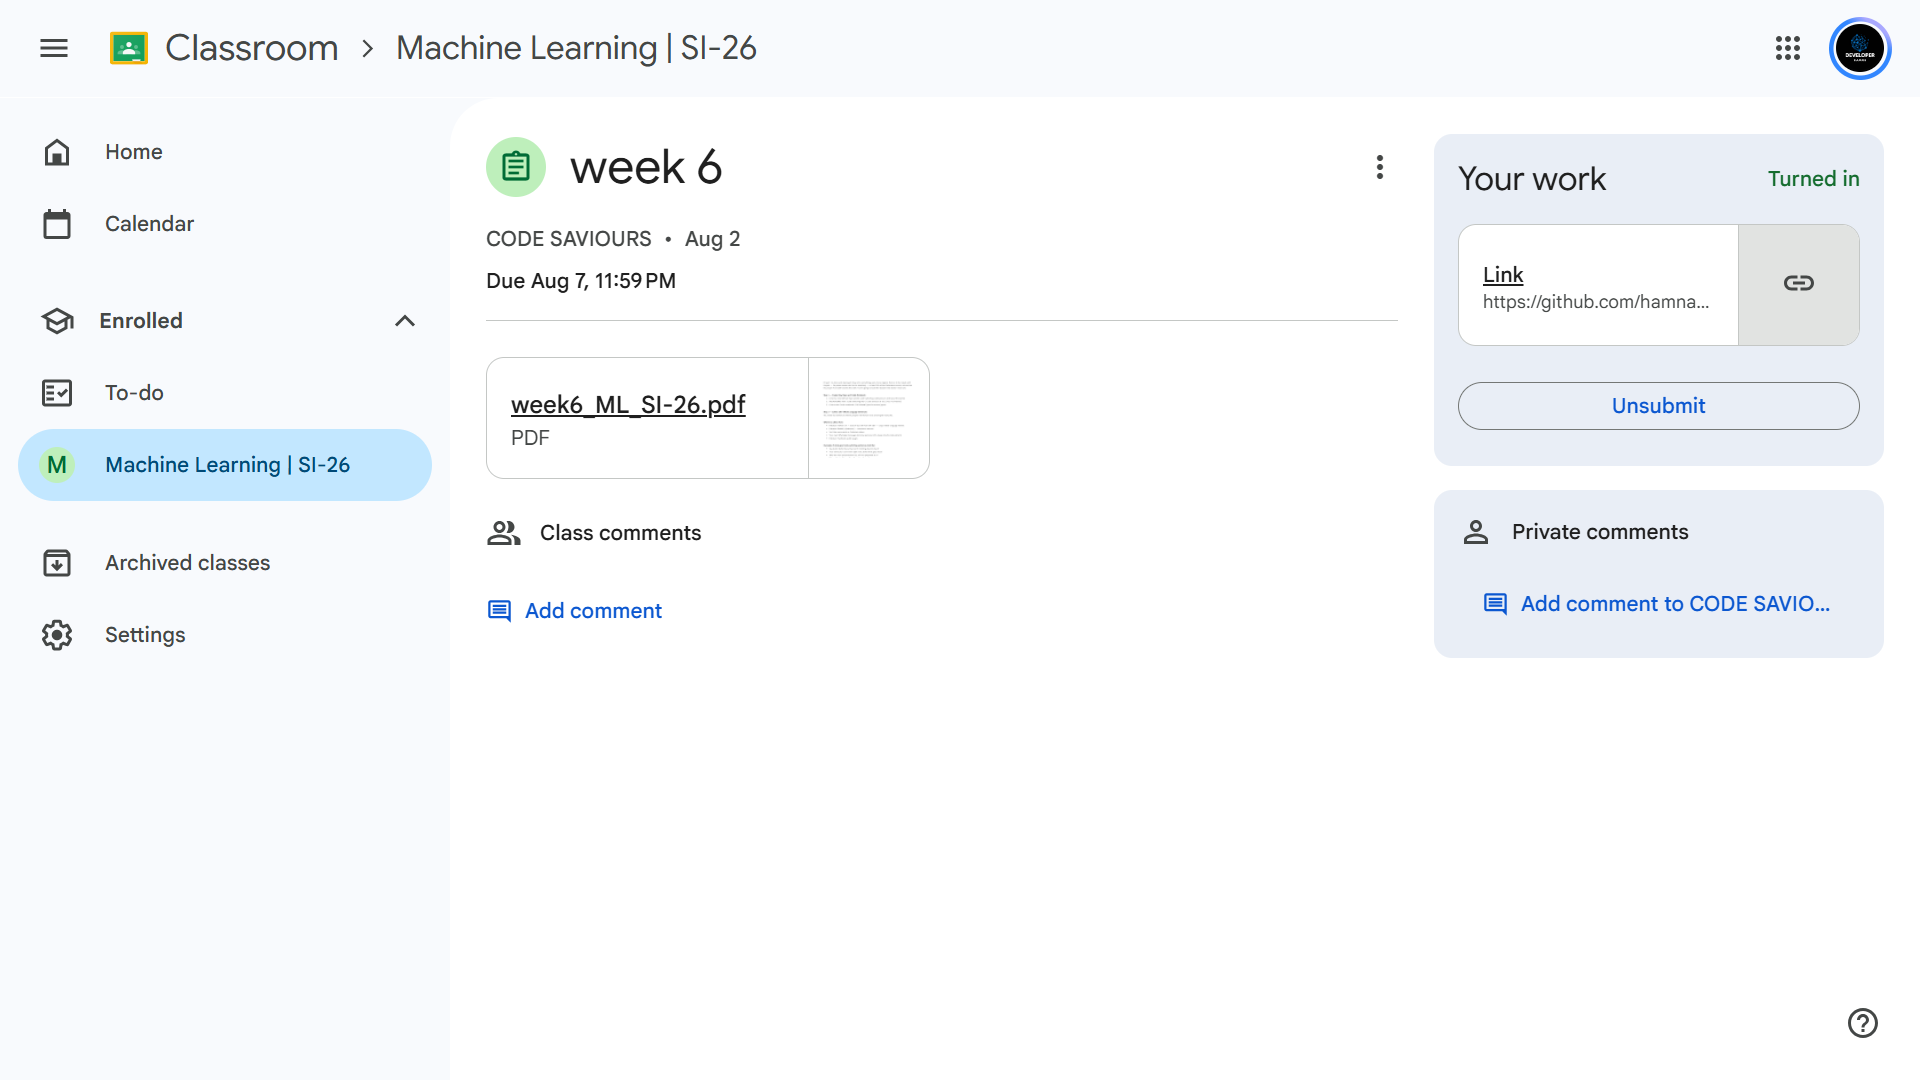 Classroom > Machine Learning | SI-26
DEVELOPER
Home
Calendar
Enrolled
To-do
M Machine Learning | SI-26
Archived classes
Settings
week 6
CODE SAVIOURS • Aug 2
Due Aug 7, 11:59 PM
week6_ML_SI-26.pdf
PDF
Class comments
Add comment
Your work
Turned in
Link
https://github.com/hamna...
Unsubmit
Private comments
Add comment to CODE SAVIO...